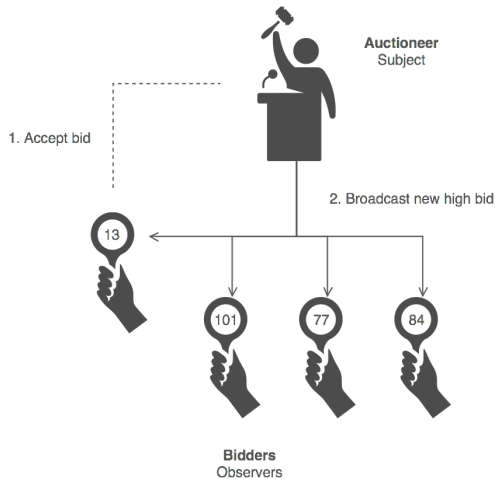 Auctioneer
Subject
1. Accept bid
2. Broadcast new high bid
13
101
77
84
Bidders
Observers